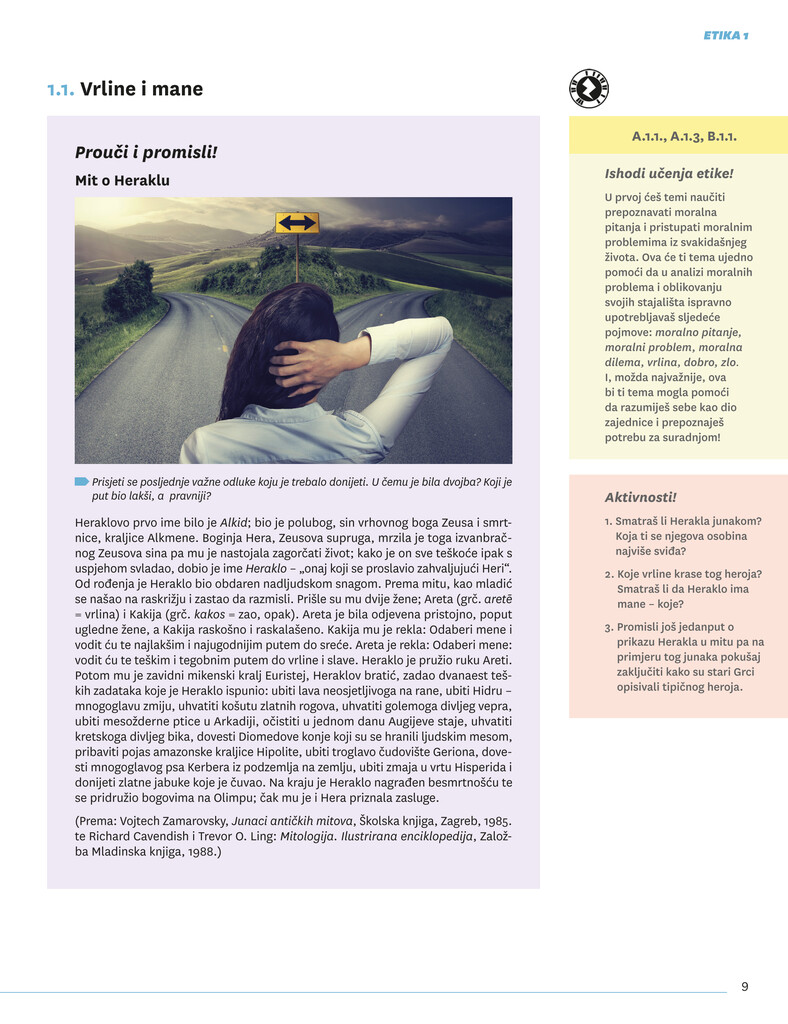 ETIKA 1
1.1. Vrline i mane
Prouči i promisli!
Mit o Heraklu
Prisjeti se posljednje važne odluke koju je trebalo donijeti. U čemu je bila dvojba? Koji je
put bio lakši, a pravniji?
Heraklovo prvo ime bilo je Alkid; bio je polubog, sin vrhovnog boga Zeusa i smrt-
nice, kraljice Alkmene. Boginja Hera, Zeusova supruga, mrzila je toga izvanbrač-
nog Zeusova sina pa mu je nastojala zagorčati život; kako je on sve teškoće ipak s
uspjehom svladao, dobio je ime Heraklo – „onaj koji se proslavio zahvaljujući Heri“.
Od rođenja je Heraklo bio obdaren nadljudskom snagom. Prema mitu, kao mladić
se našao na raskrižju i zastao da razmisli. Prišle su mu dvije žene; Areta (grč. aretē
= vrlina) i Kakija (grč. kakos = zao, opak). Areta je bila odjevena pristojno, poput
ugledne žene, a Kakija raskošno i raskalašeno. Kakija mu je rekla: Odaberi mene i
vodit ću te najlakšim i najugodnijim putem do sreće. Areta je rekla: Odaberi mene:
vodit ću te teškim i tegobnim putem do vrline i slave. Heraklo je pružio ruku Areti.
Potom mu je zavidni mikenski kralj Euristej, Heraklov bratić, zadao dvanaest teš-
kih zadataka koje je Heraklo ispunio: ubiti lava neosjetljivoga na rane, ubiti Hidru –
mnogoglavu zmiju, uhvatiti košutu zlatnih rogova, uhvatiti golemoga divljeg vepra,
ubiti mesožderne ptice u Arkadiji, očistiti u jednom danu Augijeve staje, uhvatiti
kretskoga divljeg bika, dovesti Diomedove konje koji su se hranili ljudskim mesom,
pribaviti pojas amazonske kraljice Hipolite, ubiti troglavo čudovište Geriona, dove-
sti mnogoglavog psa Kerbera iz podzemlja na zemlju, ubiti zmaja u vrtu Hisperida i
donijeti zlatne jabuke koje je čuvao. Na kraju je Heraklo nagrađen besmrtnošću te
se pridružio bogovima na Olimpu; čak mu je i Hera priznala zasluge.
(Prema: Vojtech Zamarovsky, Junaci antičkih mitova, Školska knjiga, Zagreb, 1985.
te Richard Cavendish i Trevor O. Ling: Mitologija. Ilustrirana enciklopedija, Založ-
ba Mladinska knjiga, 1988.)
A.1.1., A.1.3, B.1.1.
Ishodi učenja etike!
U prvoj ćeš temi naučiti
prepoznavati moralna
pitanja i pristupati moralnim
problemima iz svakidašnjeg
života. Ova će ti tema ujedno
pomoći da u analizi moralnih
problema i oblikovanju
svojih stajališta ispravno
upotrebljavaš sljedeće
pojmove: moralno pitanje,
moralni problem, moralna
dilema, vrlina, dobro, zlo.
I, možda najvažnije, ova
bi ti tema mogla pomoći
da razumiješ sebe kao dio
zajednice i prepoznaješ
potrebu za suradnjom!
Aktivnosti!
1. Smatraš li Herakla junakom?
Koja ti se njegova osobina
najviše sviđa?
2. Koje vrline krase tog heroja?
Smatraš li da Heraklo ima
mane – koje?
3. Promisli još jedanput o
prikazu Herakla u mitu pa na
primjeru tog junaka pokušaj
zaključiti kako su stari Grci
opisivali tipičnog heroja.
9